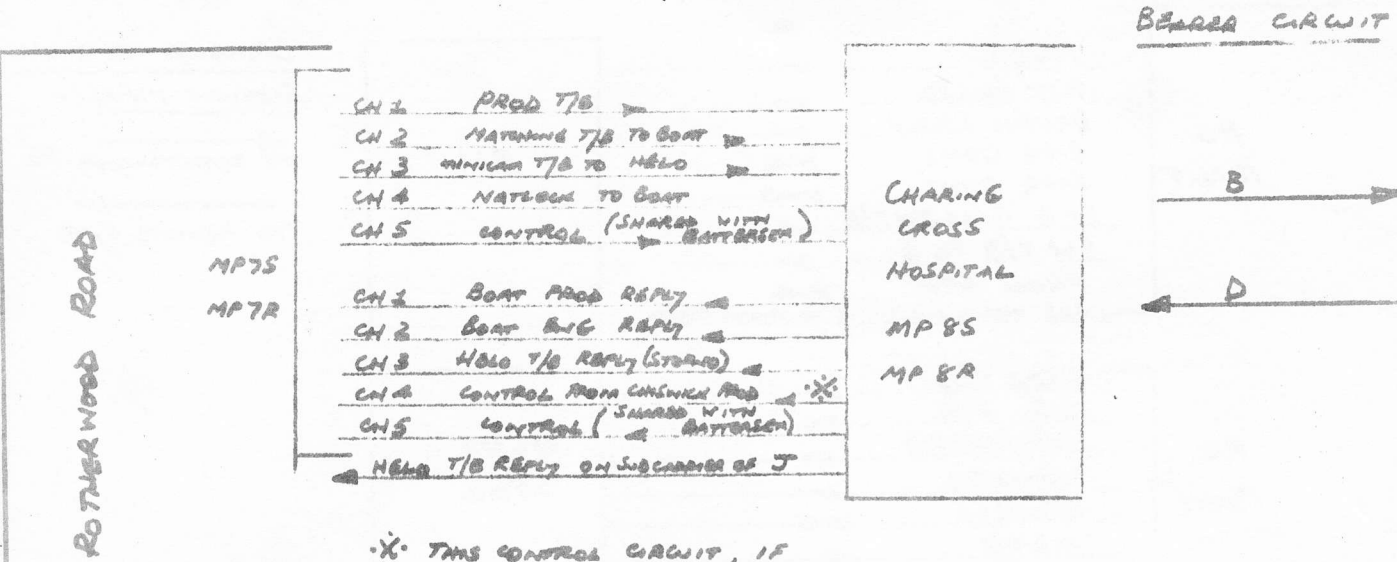 BEARER CIRCUIT
CH 1 PROD T/B
CH 2 MATCHING T/B TO BOAT
CH 3 MINICAM T/B TO HELO
CH 4 NATLOCK TO BOAT
CH 5 CONTROL (SHARED WITH BATTERSEA)
ROTHERWOOD ROAD
MP7S
MP7R
CH 1 BOAT PROD REPLY
CH 2 BOAT ENG REPLY
CH 3 HELO T/B REPLY (STORNO)
CH 4 CONTROL FROM CHISWICK PROD ※
CH 5 CONTROL (SHARED WITH BATTERSEA)
HELO T/B REPLY ON SUBCARRIER OF J
CHARING
CROSS
HOSPITAL
MP 8S
MP 8R
B
D
※ THIS CONTROL CIRCUIT, IF